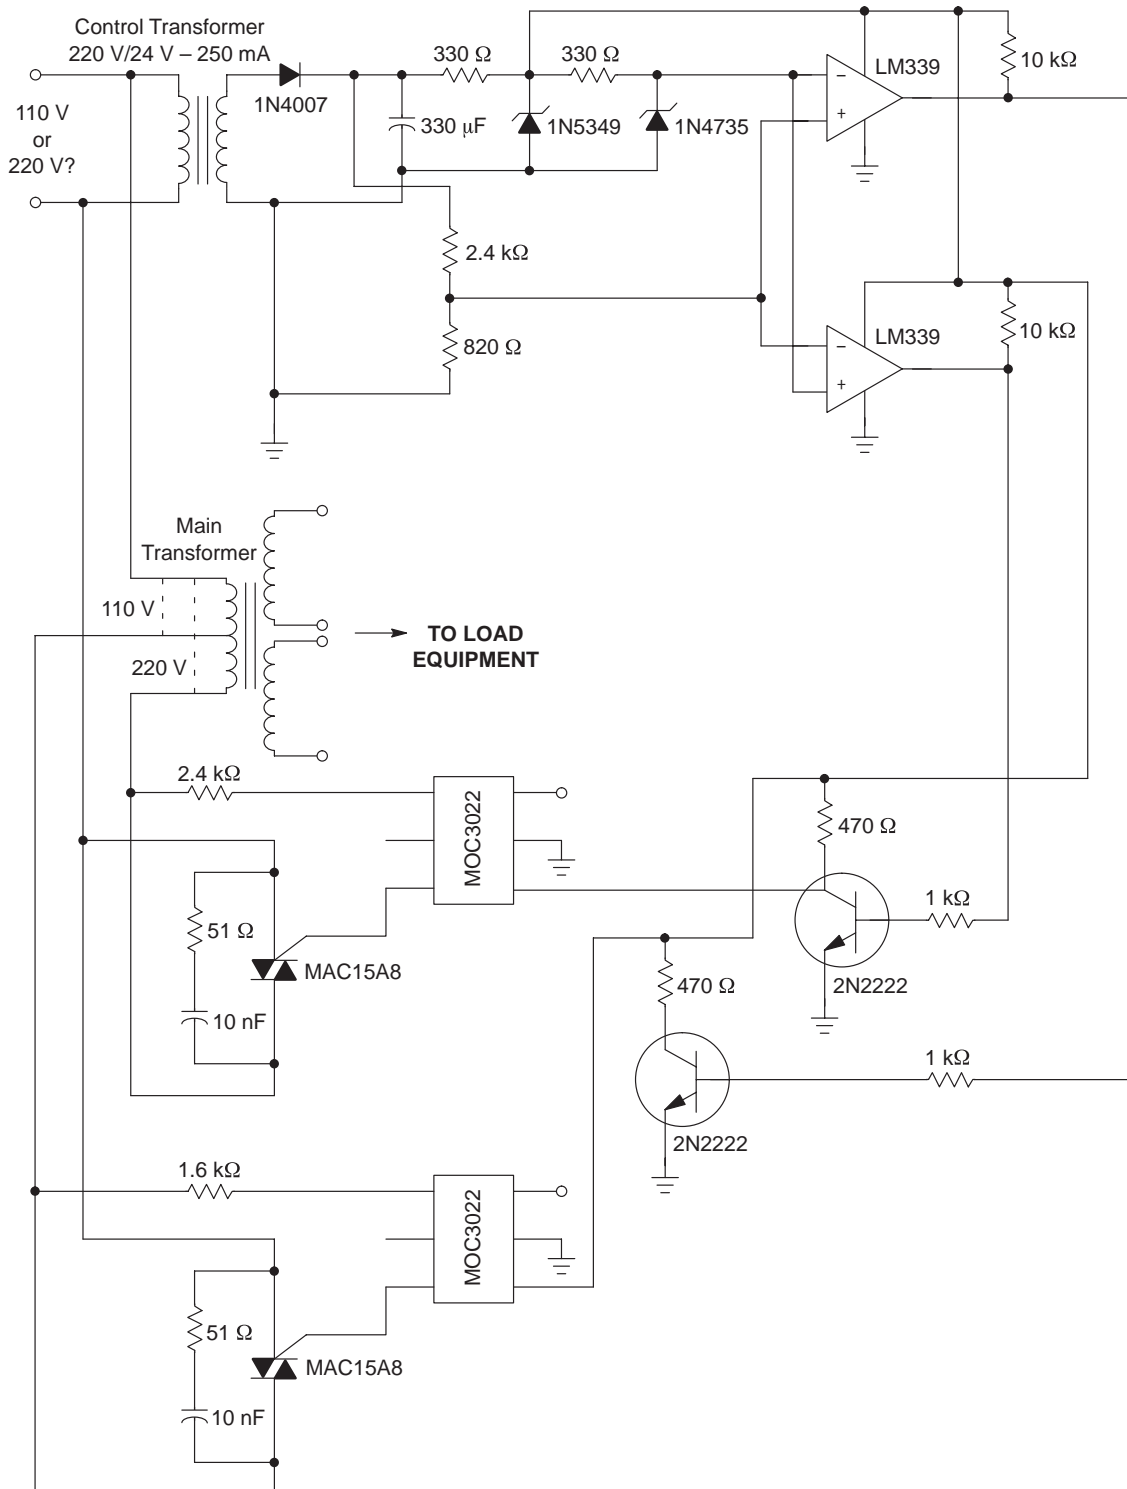 Control Transformer
220 V/24 V – 250 mA
110 V
or
220 V?
1N4007
330 Ω
330 Ω
330 μF
1N5349
1N4735
−
+
LM339
10 kΩ
2.4 kΩ
820 Ω
−
+
LM339
10 kΩ
Main
Transformer
110 V
220 V
TO LOAD
EQUIPMENT
2.4 kΩ
MOC3022
470 Ω
51 Ω
MAC15A8
10 nF
1 kΩ
2N2222
470 Ω
1 kΩ
2N2222
1.6 kΩ
MOC3022
51 Ω
MAC15A8
10 nF